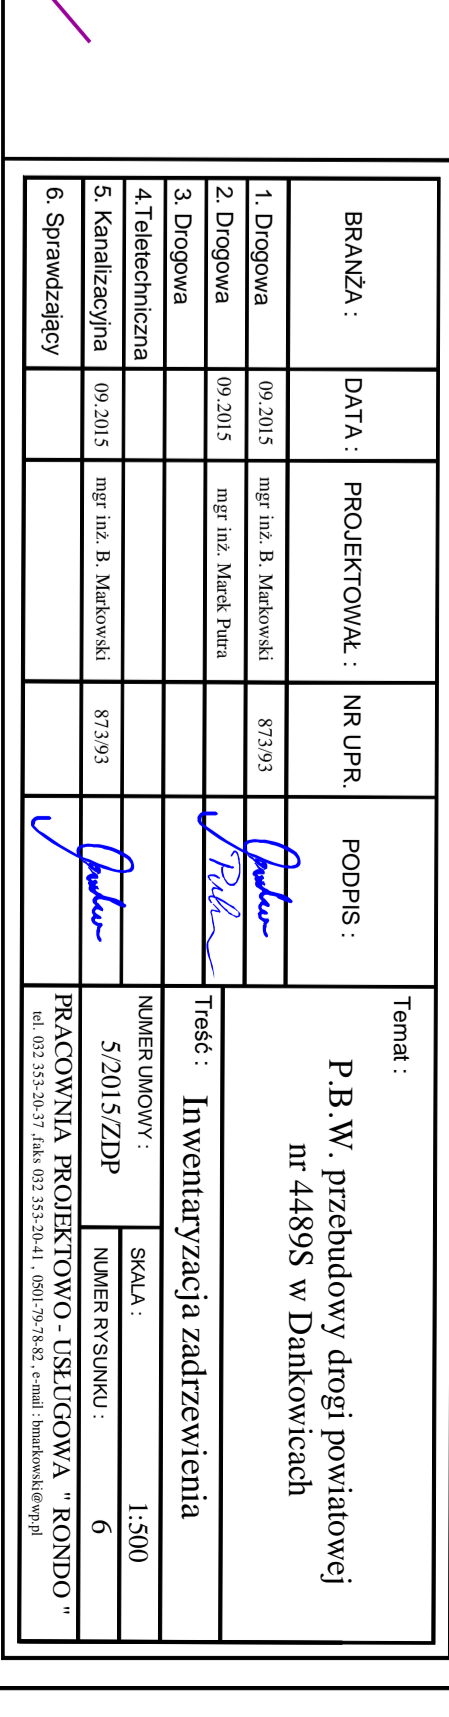 BRANŻA : DATA : PROJEKTOWAŁ : NR UPR. PODPIS :
1. Drogowa 09.2015 mgr inż. B. Markowski 873/93
2. Drogowa 09.2015 mgr inż. Marek Putra
3. Drogowa
4.Teletechniczna
5. Kanalizacyjna 09.2015 mgr inż. B. Markowski 873/93
6. Sprawdzający
Temat :
P.B.W. przebudowy drogi powiatowej
nr 4489S w Dankowicach
Treść : Inwentaryzacja zadrzewienia
NUMER UMOWY :
5/2015/ZDP
SKALA : 1:500
NUMER RYSUNKU : 6
PRACOWNIA PROJEKTOWO - USŁUGOWA " RONDO "
tel. 032 353-20-37 ,faks 032 353-20-41 , 0501-79-78-82 , e-mail : bmarkowski@wp.pl